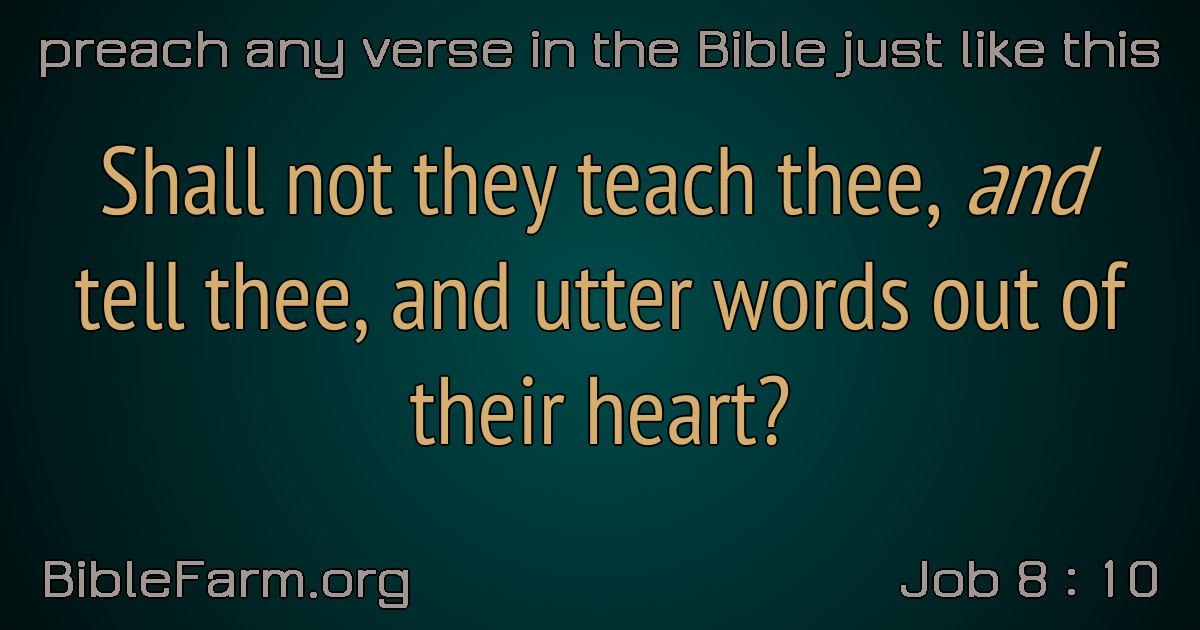 preach any verse in the Bible just like this
Shall not they teach thee, and
tell thee, and utter words out of
their heart?
BibleFarm.org
Job 8 : 10